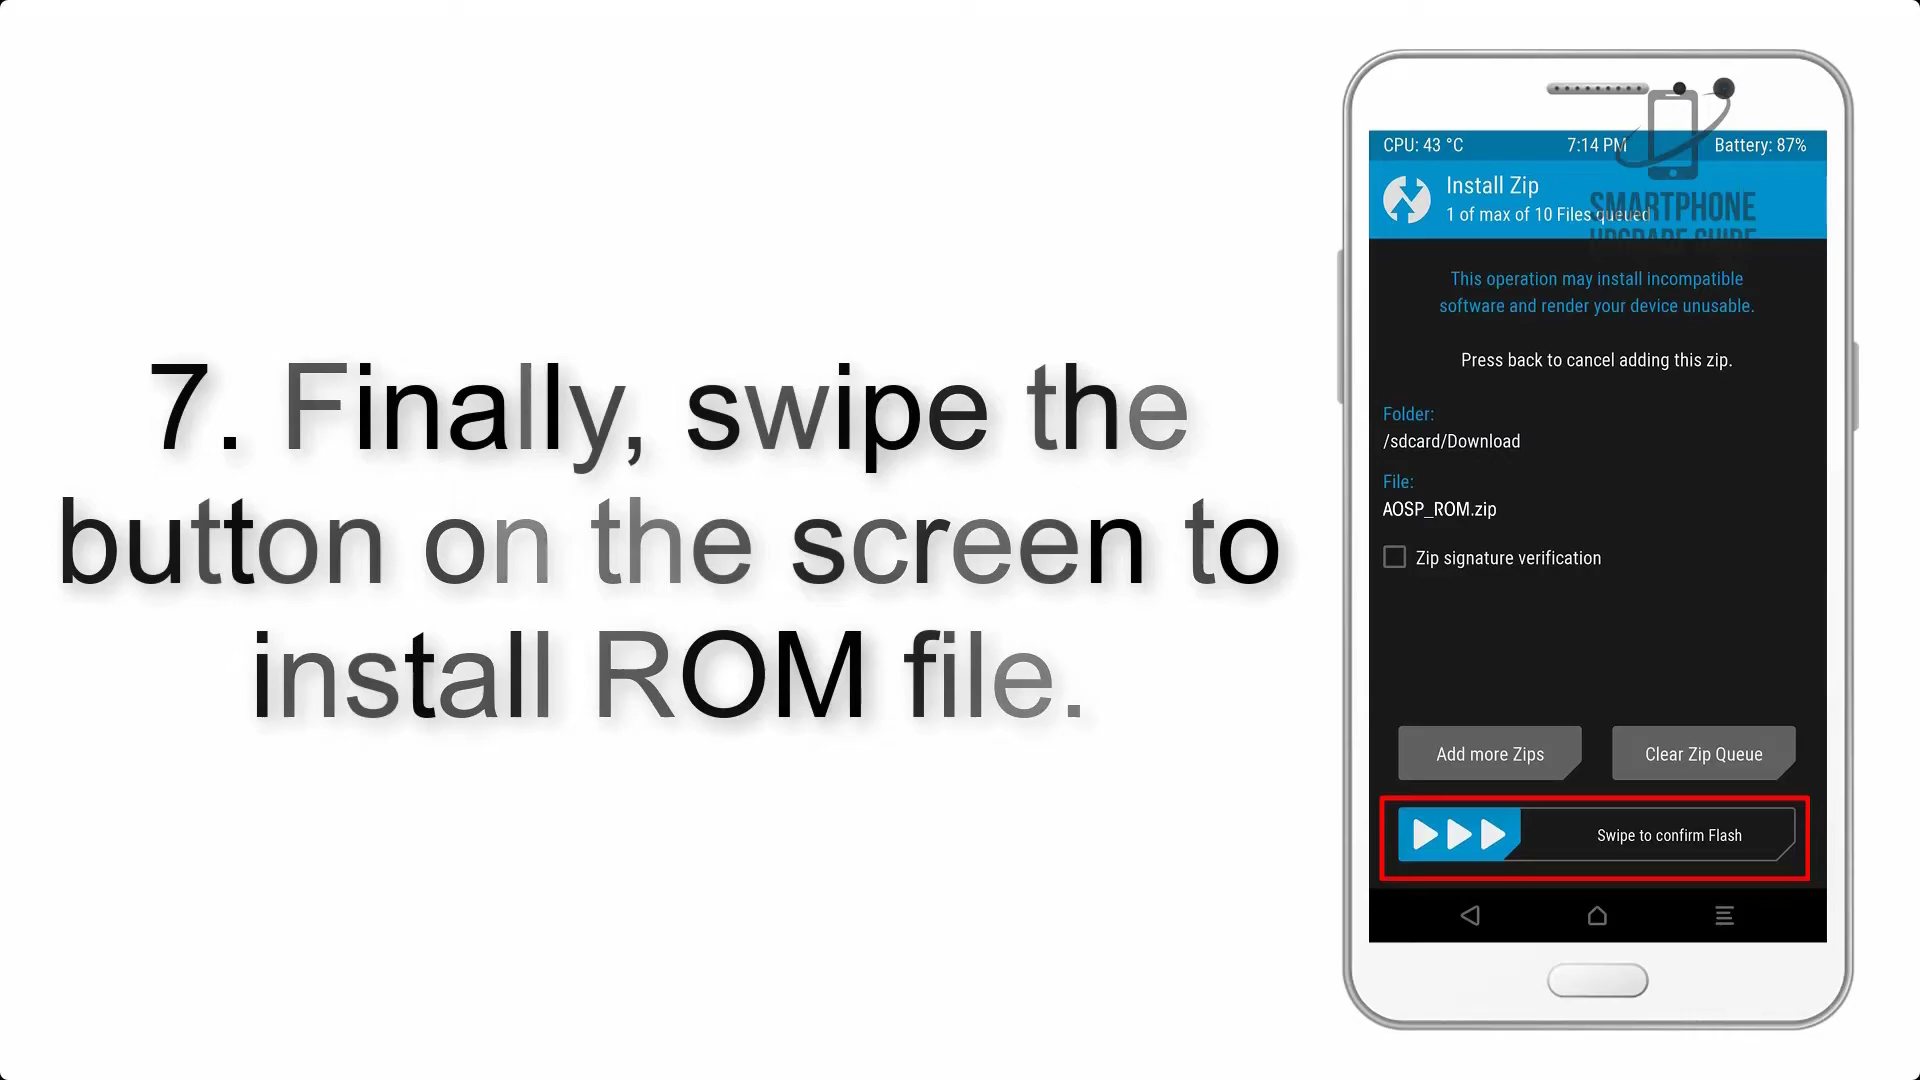 7. Finally, swipe the
button on the screen to
install ROM file.
CPU: 43 °C 7:14 PM Battery: 87%
Install Zip
1 of max of 10 Files queued
SMARTPHONE
UPGRADE GUIDE
This operation may install incompatible
software and render your device unusable.
Press back to cancel adding this zip.
Folder:
/sdcard/Download
File:
AOSP_ROM.zip
Zip signature verification
Add more Zips Clear Zip Queue
Swipe to confirm Flash